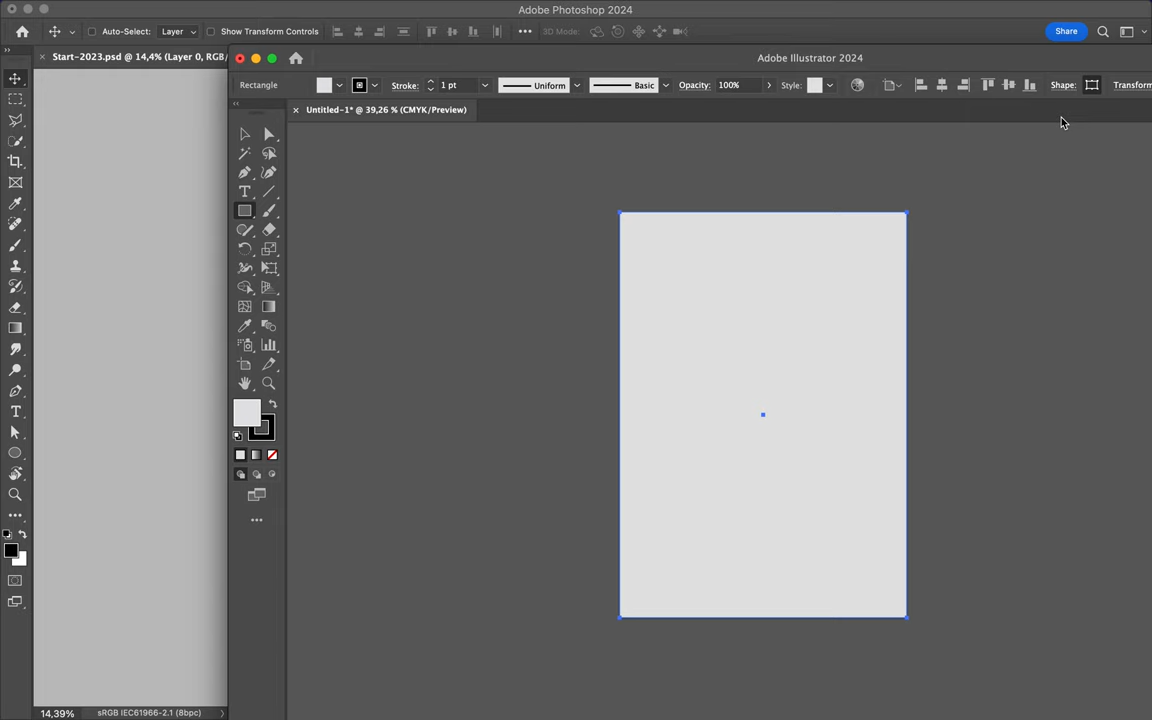 Adobe Photoshop 2024
Auto-Select: Layer Show Transform Controls 3D Mode: Share
Start-2023.psd @ 14,4% (Layer 0, RGB/
Adobe Illustrator 2024
Rectangle Stroke: 1 pt Uniform Basic Opacity: 100% Style: Shape: Transform
Untitled-1* @ 39,26 % (CMYK/Preview)
14,39% sRGB IEC61966-2.1 (8bpc)